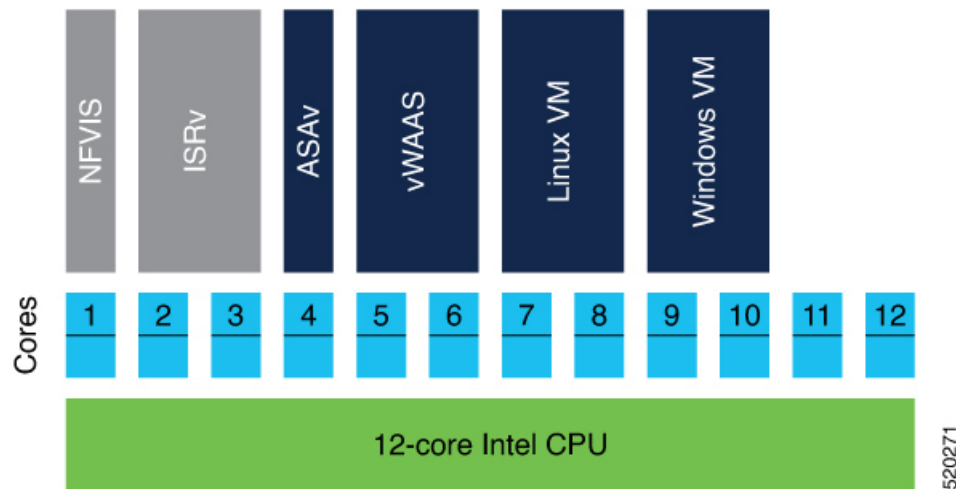 NFVIS
ISRv
ASAv
vWAAS
Linux VM
Windows VM
Cores
1 2 3 4 5 6 7 8 9 10 11 12
12-core Intel CPU
520271